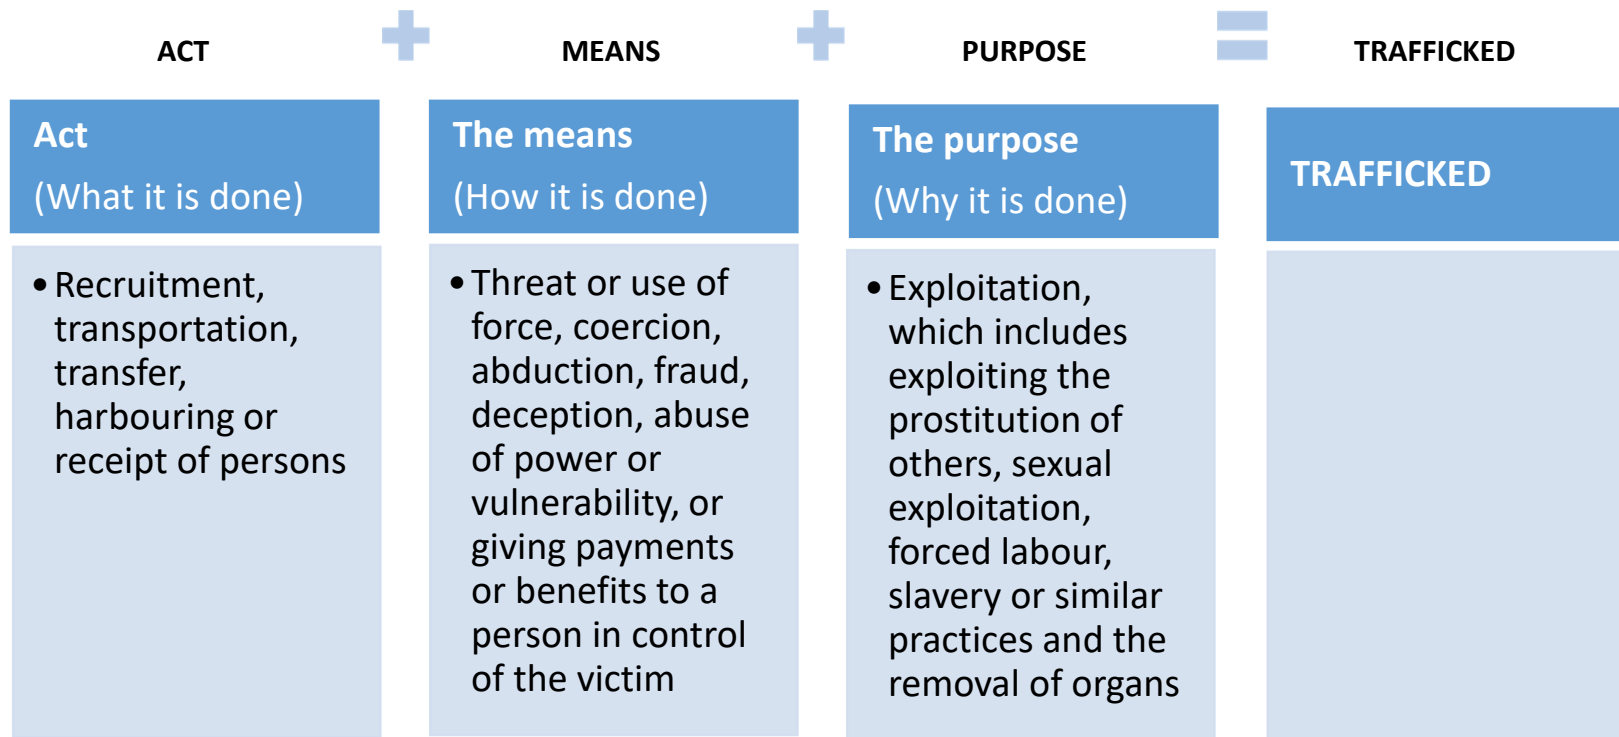 ACT
MEANS
PURPOSE
TRAFFICKED
Act
(What it is done)
The means
(How it is done)
The purpose
(Why it is done)
TRAFFICKED
•Recruitment,
transportation,
transfer,
harbouring or
receipt of persons
•Threat or use of
force, coercion,
abduction, fraud,
deception, abuse
of power or
vulnerability, or
giving payments
or benefits to a
person in control
of the victim
•Exploitation,
which includes
exploiting the
prostitution of
others, sexual
exploitation,
forced labour,
slavery or similar
practices and the
removal of organs